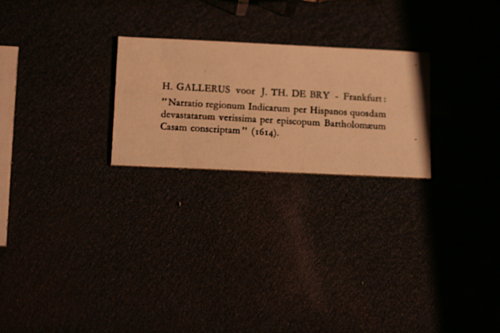 H. GALLERUS voor J. TH. DE BRY - Frankfurt:
"Narratio regionum Indicarum per Hispanos quosdam
devastatarum verissima per episcopum Bartholomæum
Casam conscriptam" (1614).